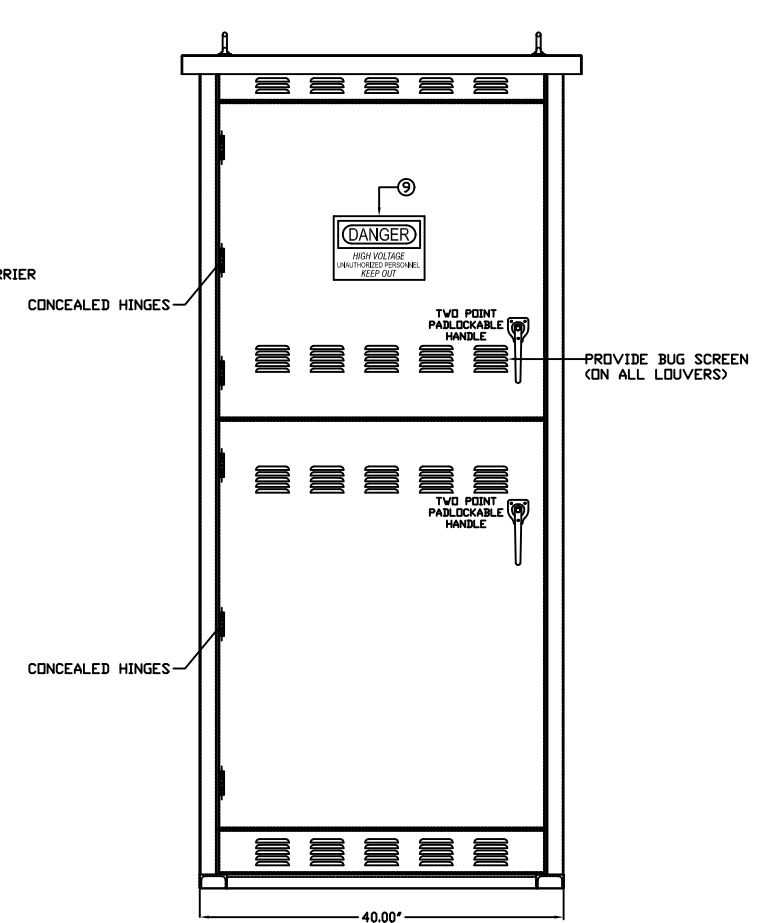 9
DANGER
HIGH VOLTAGE
UNAUTHORIZED PERSONNEL
KEEP OUT
RRIER
CONCEALED HINGES
TWO POINT
PADLOCKABLE
HANDLE
PROVIDE BUG SCREEN
(ON ALL LOUVERS)
TWO POINT
PADLOCKABLE
HANDLE
CONCEALED HINGES
40.00"